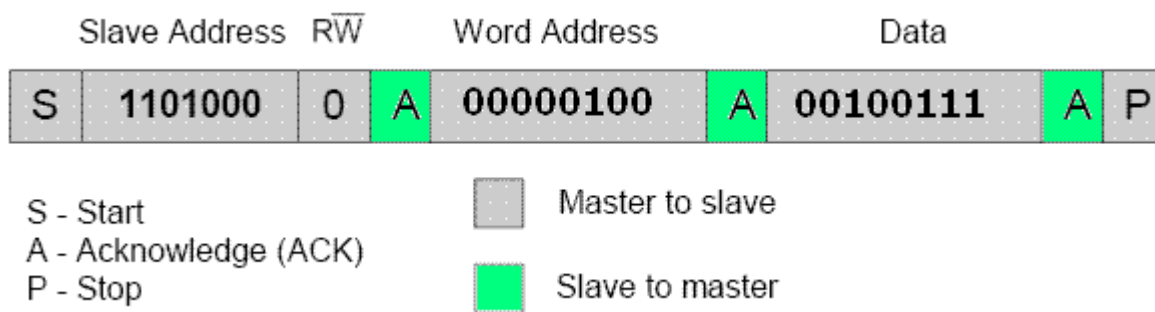 Slave Address RW̅ Word Address Data
S 1101000 0 A 00000100 A 00100111 A P
S - Start
A - Acknowledge (ACK)
P - Stop
Master to slave
Slave to master